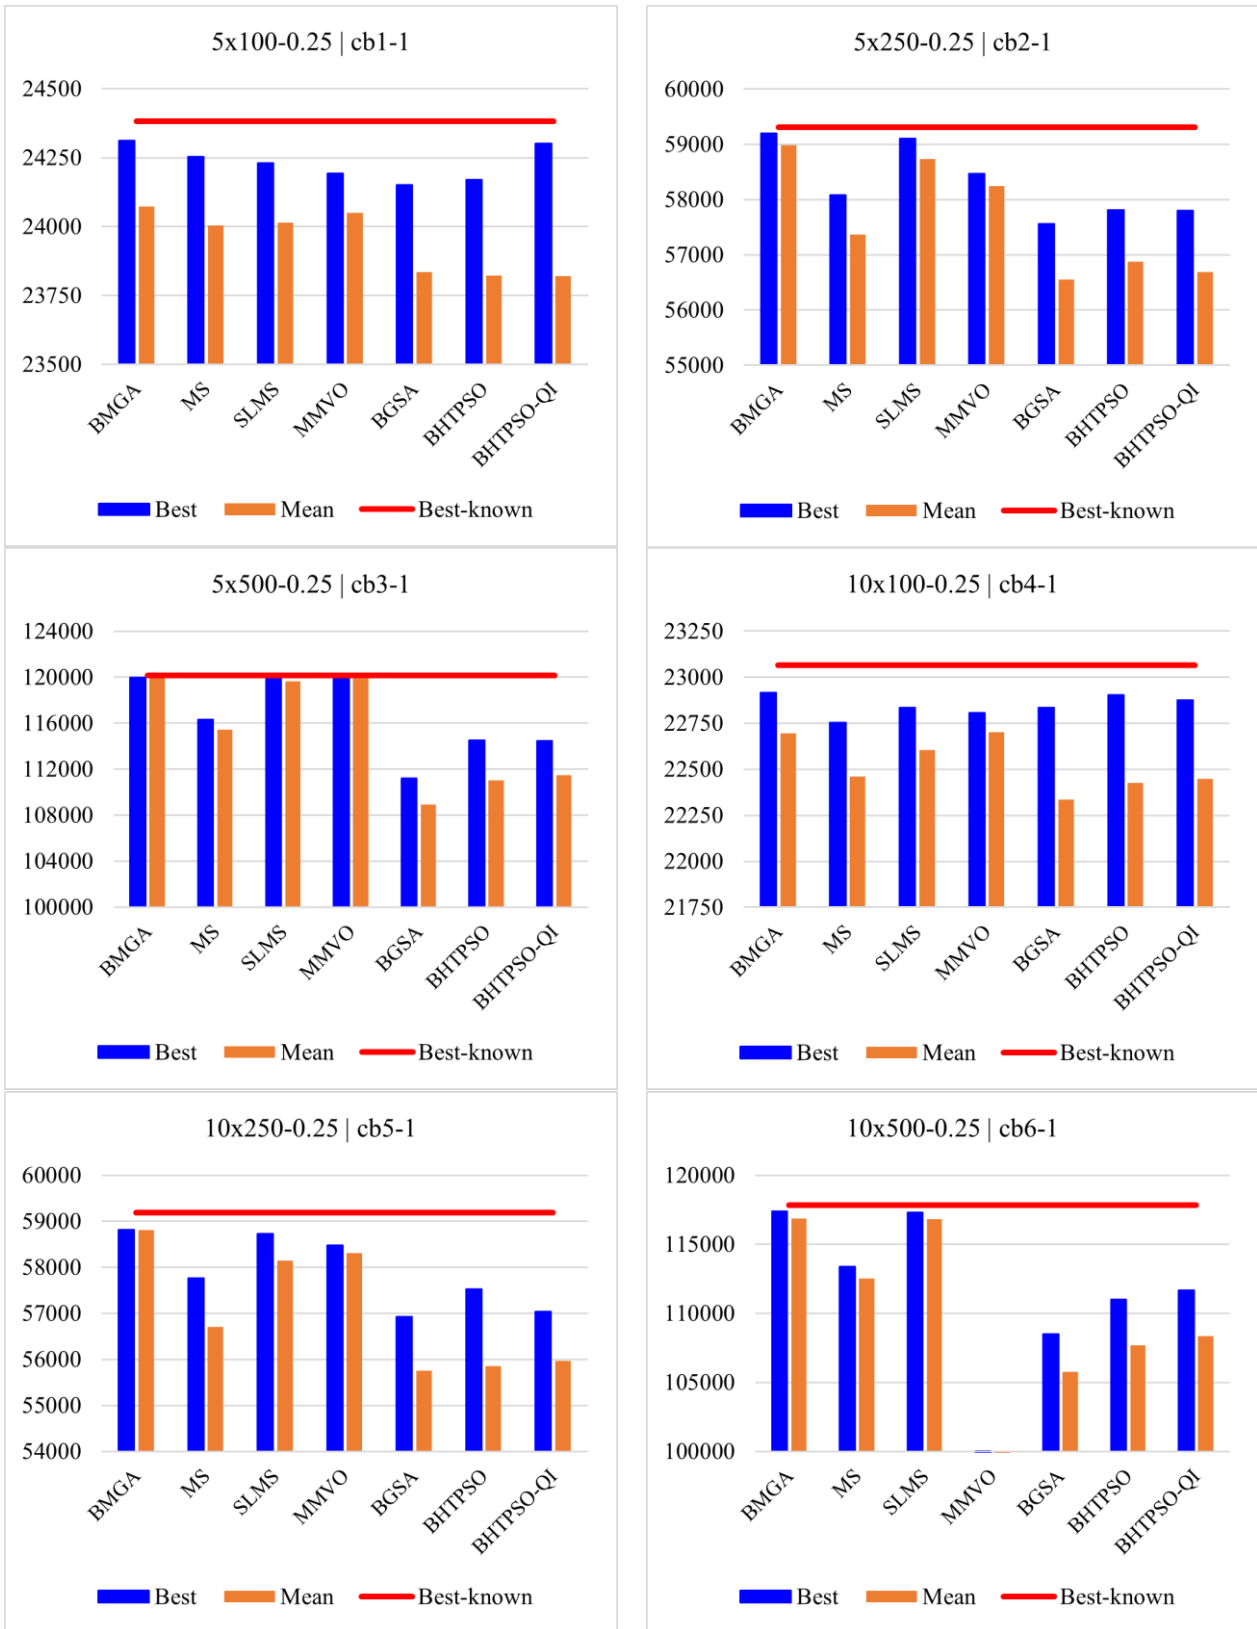 5x100-0.25 | cb1-1
24500
24250
24000
23750
23500
BMGA
MS
SLMS
MMVO
BGSA
BHTPSO
BHTPSO-QI
Best
Mean
Best-known
5x250-0.25 | cb2-1
60000
59000
58000
57000
56000
55000
BMGA
MS
SLMS
MMVO
BGSA
BHTPSO
BHTPSO-QI
Best
Mean
Best-known
5x500-0.25 | cb3-1
124000
120000
116000
112000
108000
104000
100000
BMGA
MS
SLMS
MMVO
BGSA
BHTPSO
BHTPSO-QI
Best
Mean
Best-known
10x100-0.25 | cb4-1
23250
23000
22750
22500
22250
22000
21750
BMGA
MS
SLMS
MMVO
BGSA
BHTPSO
BHTPSO-QI
Best
Mean
Best-known
10x250-0.25 | cb5-1
60000
59000
58000
57000
56000
55000
54000
BMGA
MS
SLMS
MMVO
BGSA
BHTPSO
BHTPSO-QI
Best
Mean
Best-known
10x500-0.25 | cb6-1
120000
115000
110000
105000
100000
BMGA
MS
SLMS
MMVO
BGSA
BHTPSO
BHTPSO-QI
Best
Mean
Best-known